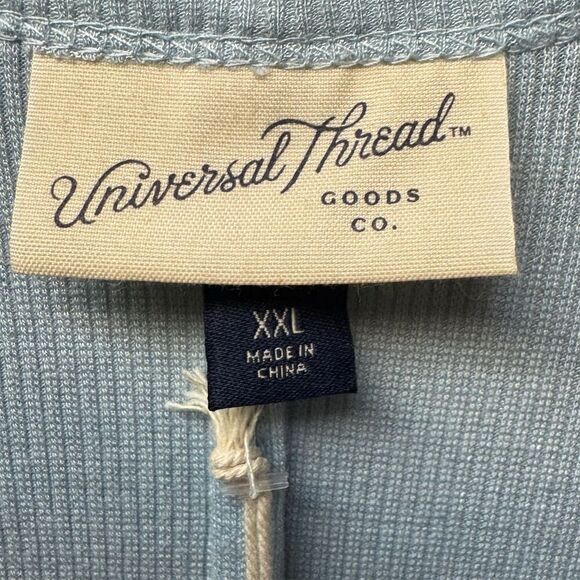 Universal Thread™
GOODS
CO.
XXL
MADE IN
CHINA